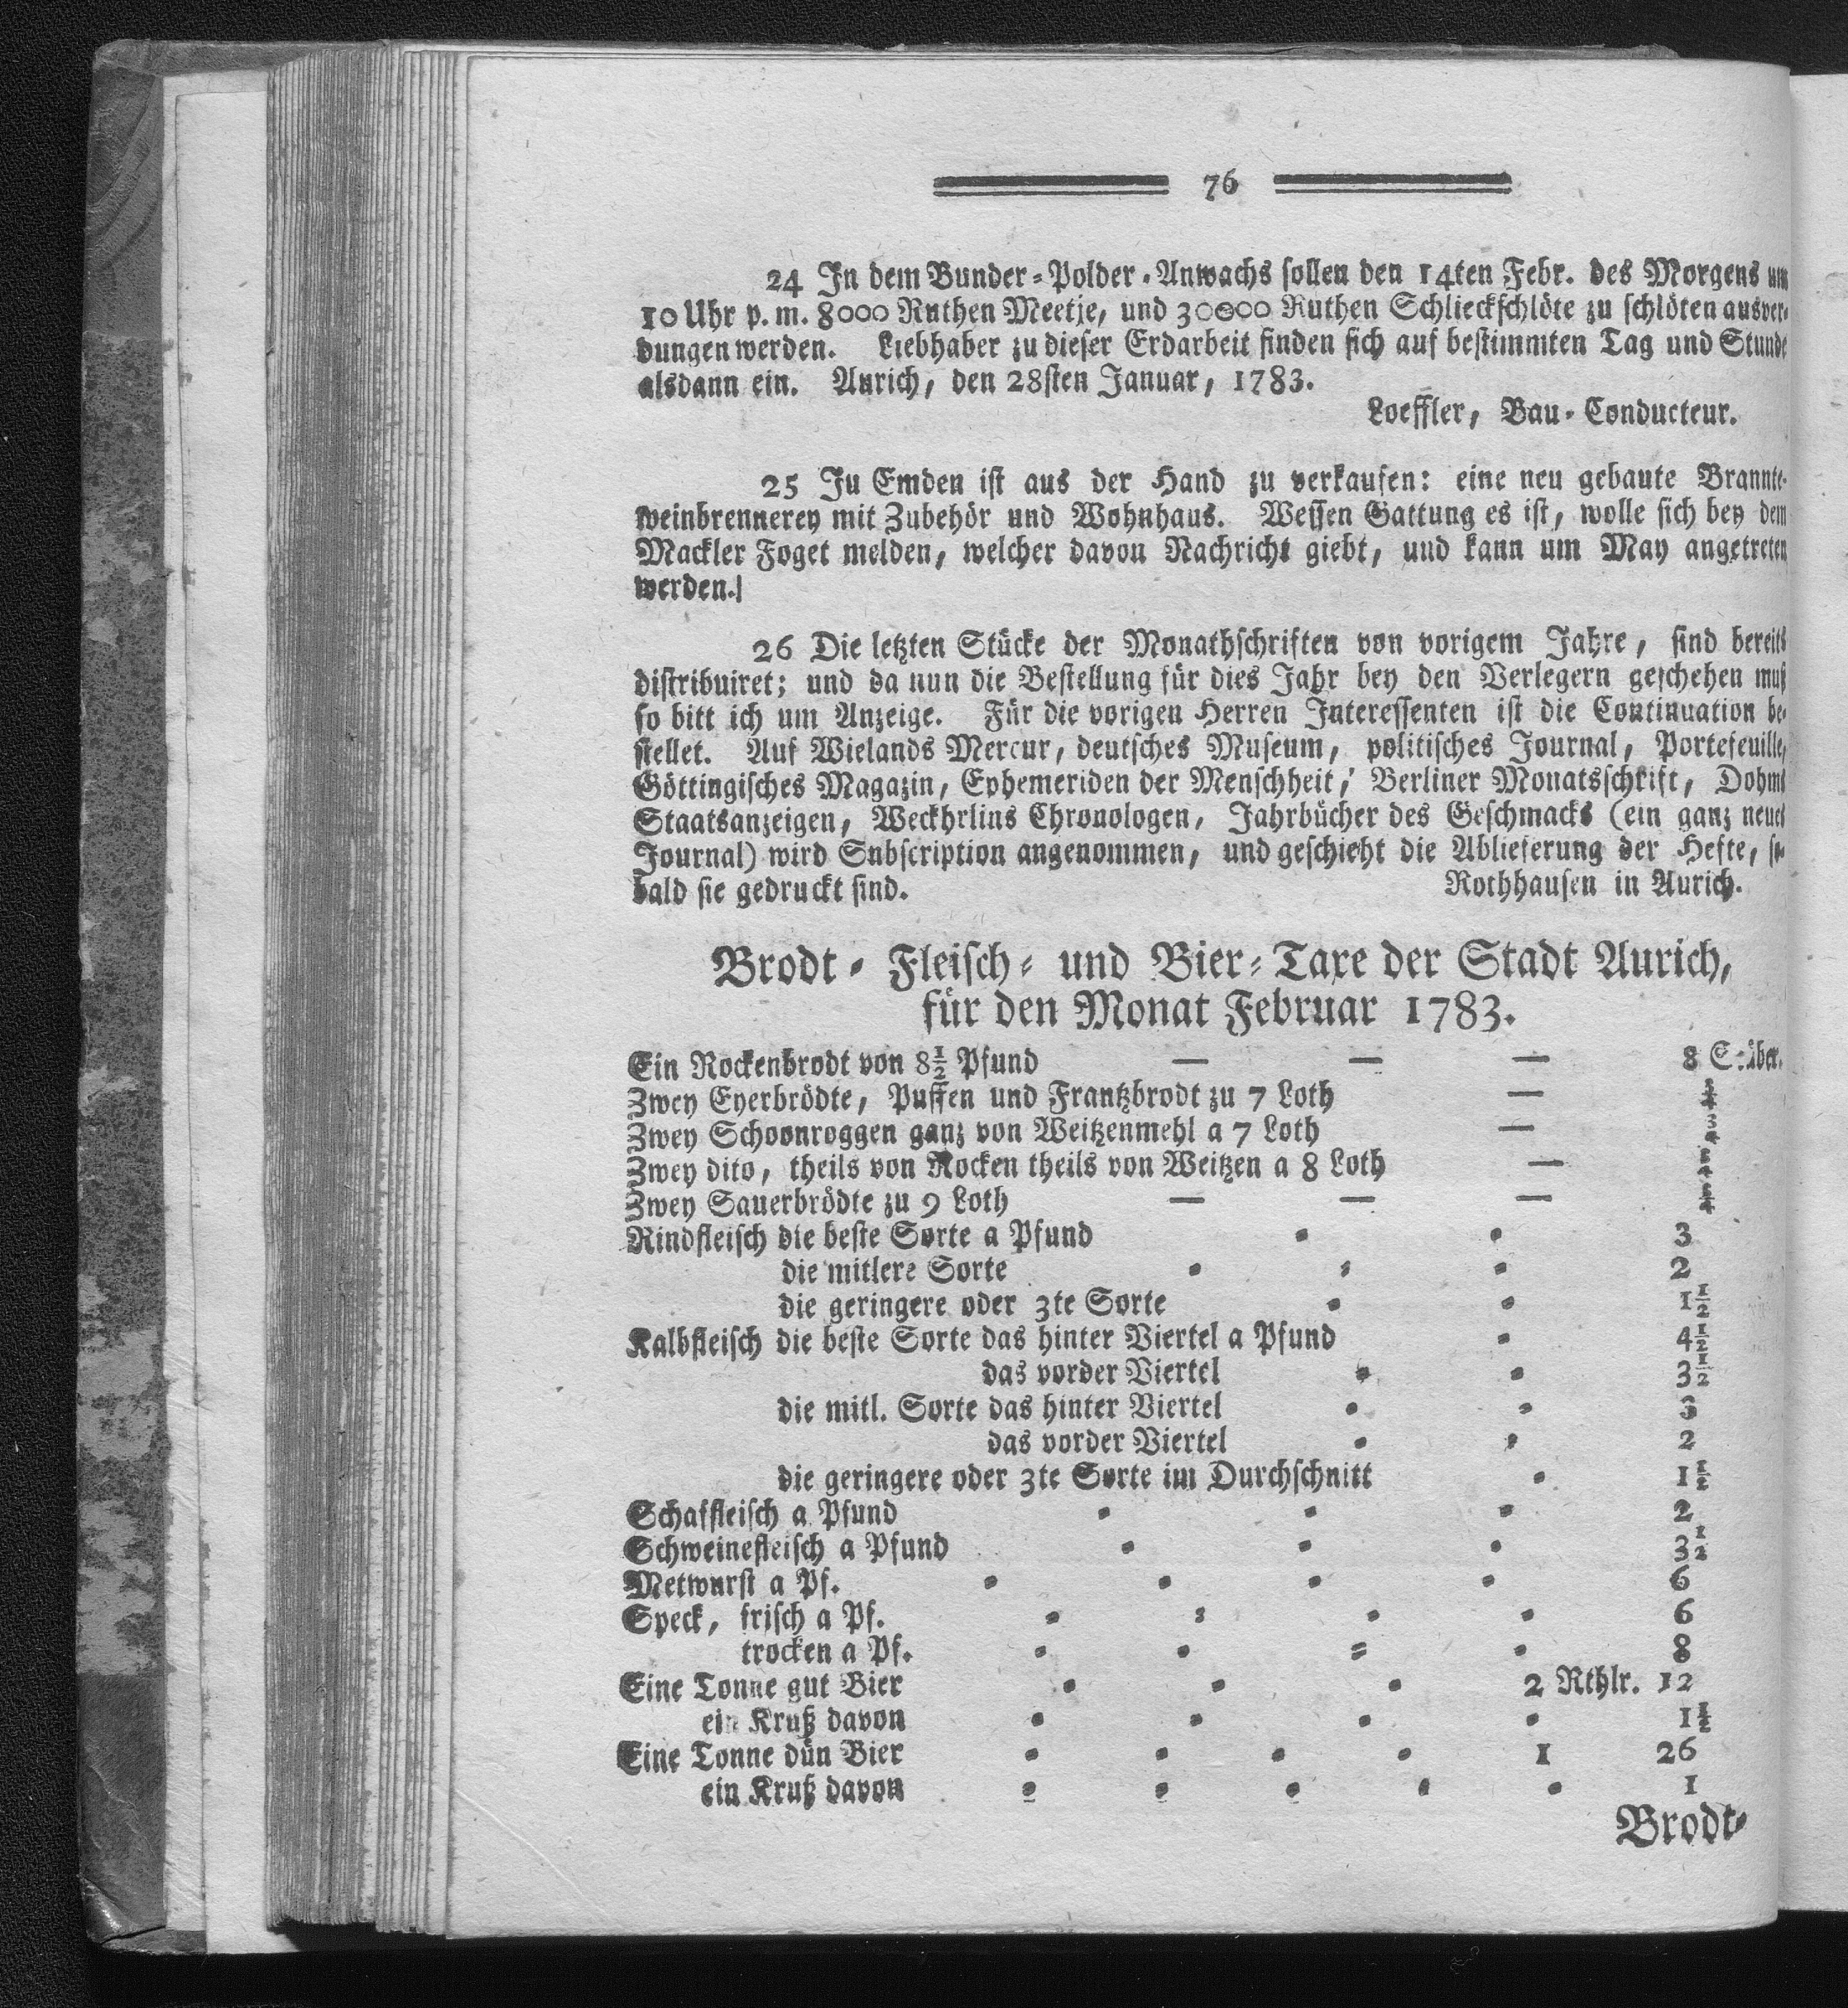 76
24 In dem Bunder-Polder-Anwachs sollen den 14ten Febr. des Morgens um
10 Uhr p. m. 8000 Ruthen Meetje, und 30000 Ruthen Schlieckschlöte zu schlöten ausver-
dungen werden. Liebhaber zu dieser Erdarbeit finden sich auf bestimmten Tag und Stunde
alsdann ein. Aurich, den 28sten Januar, 1783.
Loeffler, Bau-Conducteur.
25 Ju Emden ist aus der Hand zu verkaufen: eine neu gebaute Brannte-
weinbrennerey mit Zubehör und Wohnhaus. Wessen Gattung es ist, wolle sich bey dem
Mackler Foget melden, welcher davon Nachricht giebt, und kann um May angetreten
werden.
26 Die letzten Stücke der Monathschriften von vorigem Jahre, sind bereits
distribuiret; und da nun die Bestellung für dies Jahr bey den Verlegern geschehen muß
so bitt ich um Anzeige. Für die vorigen Herren Interessenten ist die Continuation be-
stellet. Auf Wielands Mercur, deutsches Museum, politisches Journal, Portefeuille,
Göttingisches Magazin, Ephemeriden der Menschheit, Berliner Monatsschrift, Dohms
Staatsanzeigen, Weckhrlins Chronologen, Jahrbücher des Geschmacks (ein ganz neues
Journal) wird Subscription angenommen, und geschieht die Ablieferung der Hefte, so-
bald sie gedruckt sind. Rothhausen in Aurich.
Brodt- Fleisch- und Bier-Taxe der Stadt Aurich,
für den Monat Februar 1783.
Ein Rockenbrodt von 8½ Pfund — — — 8 Stüber.
Zwey Eyerbrödte, Puffen und Frantzbrodt zu 7 Loth —
Zwey Schoonroggen ganz von Weitzenmehl a 7 Loth — ¾
Zwey dito, theils von Rocken theils von Weitzen a 8 Loth —
Zwey Sauerbrödte zu 9 Loth — — —
Rindfleisch die beste Sorte a Pfund - - 3
die mitlere Sorte - - - 2
die geringere oder 3te Sorte - - 1½
Kalbfleisch die beste Sorte das hinter Viertel a Pfund - 4½
das vorder Viertel - - 3½
die mitl. Sorte das hinter Viertel - - 3
das vorder Viertel - - 2
die geringere oder 3te Sorte im Durchschnitt - 1½
Schaffleisch a Pfund - - - 2
Schweinefleisch a Pfund - - - 3½
Metwurst a Pf. - - - - 6
Speck, frisch a Pf. - - - - 6
trocken a Pf. - - - - 8
Eine Tonne gut Bier - - - 2 Rthlr. 12
ein Kruß davon - - - - 1½
Eine Tonne dün Bier - - - - 1 26
ein Kruß davon - - - - - 1
Brodt-